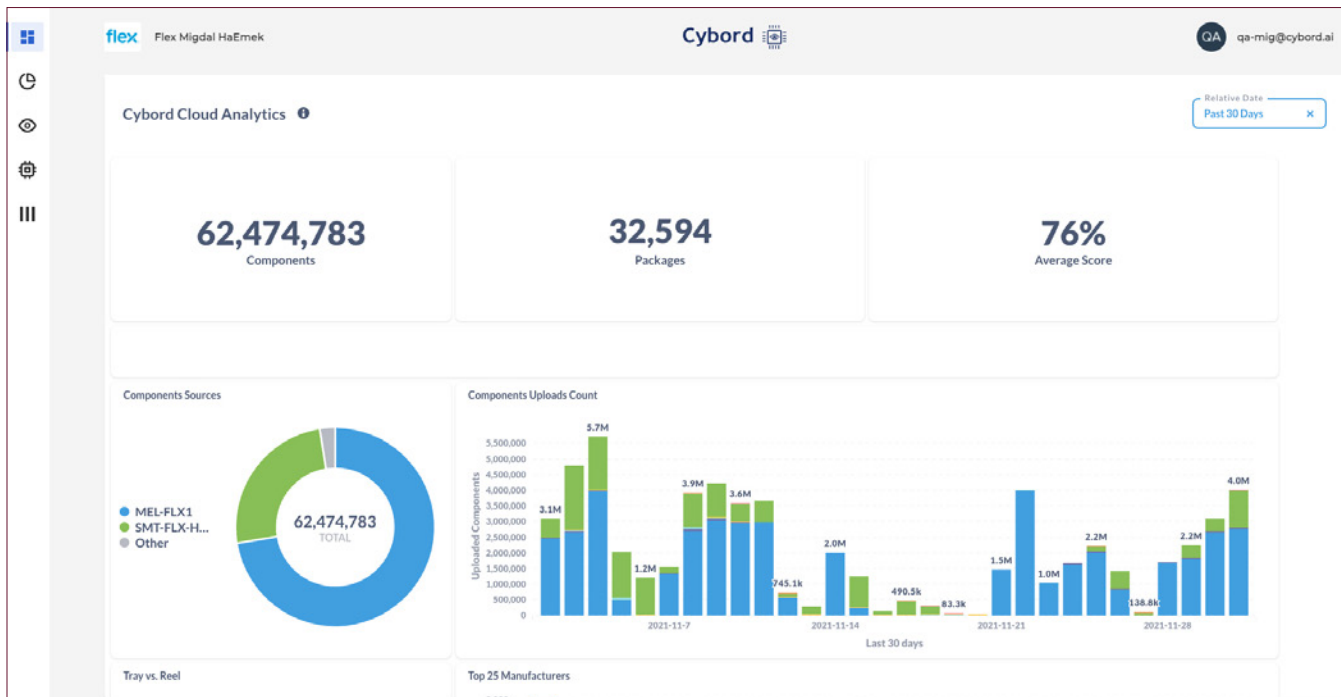 flex Flex Migdal HaEmek
Cybord
QA qa-mig@cybord.ai
Cybord Cloud Analytics
Relative Date
Past 30 Days ×
62,474,783
Components
32,594
Packages
76%
Average Score
Components Sources
MEL-FLX1
SMT-FLX-H...
Other
62,474,783
TOTAL
Components Uploads Count
Uploaded Components
5,500,000
5,000,000
4,500,000
4,000,000
3,500,000
3,000,000
2,500,000
2,000,000
1,500,000
1,000,000
500,000
0
3.1M
5.7M
1.2M
3.9M
3.6M
745.1k
2.0M
490.5k
83.3k
1.5M
1.0M
2.2M
138.8k
2.2M
4.0M
2021-11-7
2021-11-14
2021-11-21
2021-11-28
Last 30 days
Tray vs. Reel
Top 25 Manufacturers